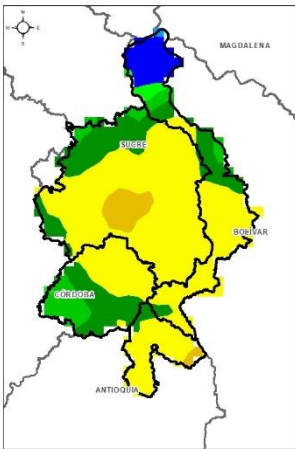 N
W E
S
MAGDALENA
SUCRE
BOLÍVAR
CÓRDOBA
ANTIOQUIA